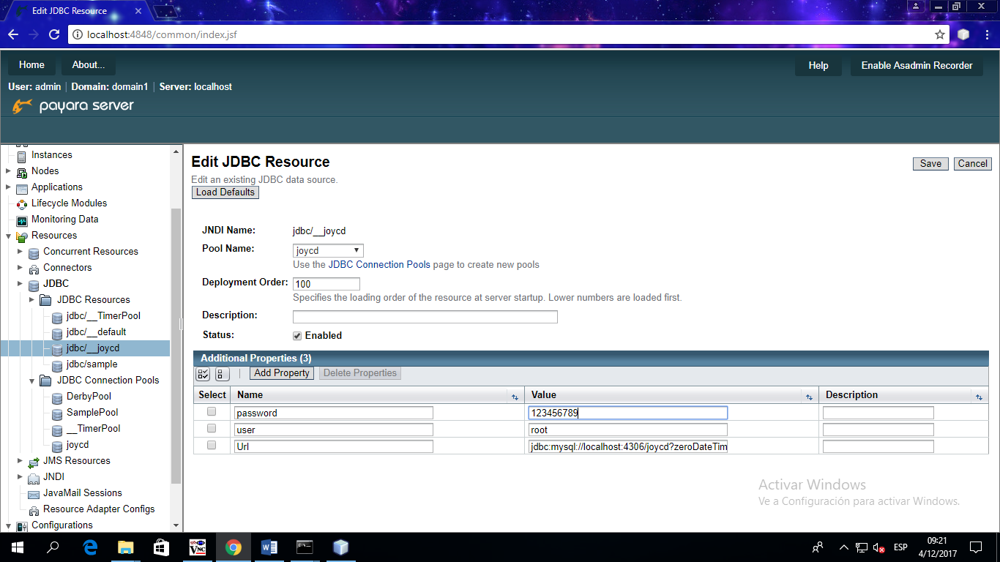 Edit JDBC Resource
localhost:4848/common/index.jsf
Home About... Help Enable Asadmin Recorder
User: admin | Domain: domain1 | Server: localhost
payara server
Instances
Nodes
Applications
Lifecycle Modules
Monitoring Data
Resources
Concurrent Resources
Connectors
JDBC
JDBC Resources
jdbc/__TimerPool
jdbc/__default
jdbc/__joycd
jdbc/sample
JDBC Connection Pools
DerbyPool
SamplePool
__TimerPool
joycd
JMS Resources
JNDI
JavaMail Sessions
Resource Adapter Configs
Configurations
Edit JDBC Resource
Save Cancel
Edit an existing JDBC data source.
Load Defaults
JNDI Name: jdbc/__joycd
Pool Name: joycd
Use the JDBC Connection Pools page to create new pools
Deployment Order: 100
Specifies the loading order of the resource at server startup. Lower numbers are loaded first.
Description:
Status: Enabled
Additional Properties (3)
Add Property Delete Properties
Select Name Value Description
password 123456789
user root
Url jdbc:mysql://localhost:4306/joycd?zeroDateTim
Activar Windows
Ve a Configuración para activar Windows.
ESP
09:21
4/12/2017